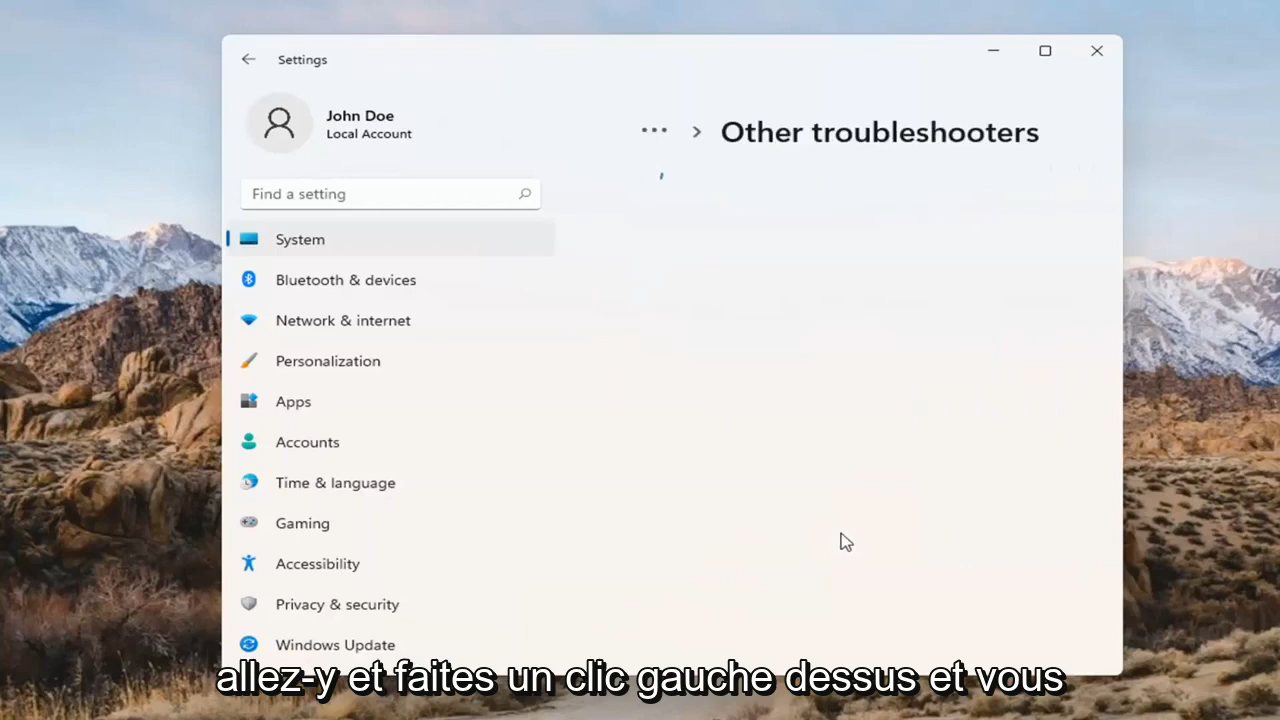 Settings
John Doe
Local Account
Find a setting
System
Bluetooth & devices
Network & internet
Personalization
Apps
Accounts
Time & language
Gaming
Accessibility
Privacy & security
Windows Update
... > Other troubleshooters
allez-y et faites un clic gauche dessus et vous